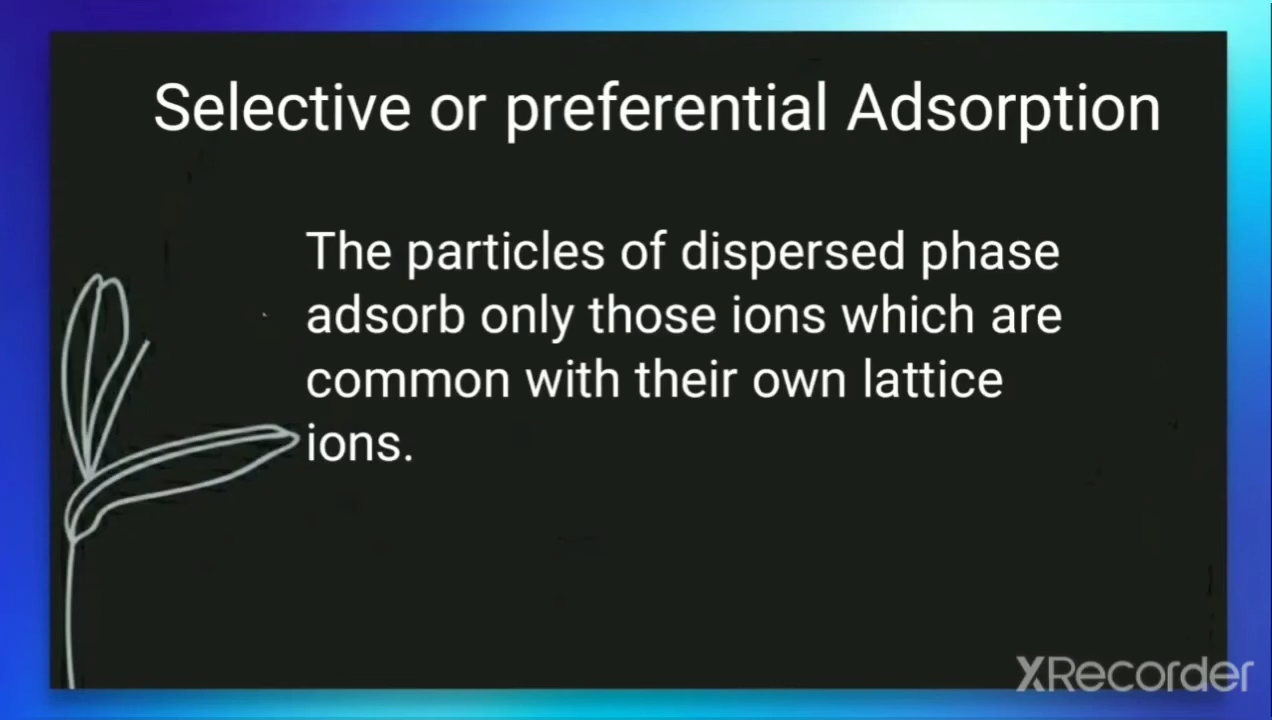 Selective or preferential Adsorption
The particles of dispersed phase
adsorb only those ions which are
common with their own lattice
ions.
XRecorder